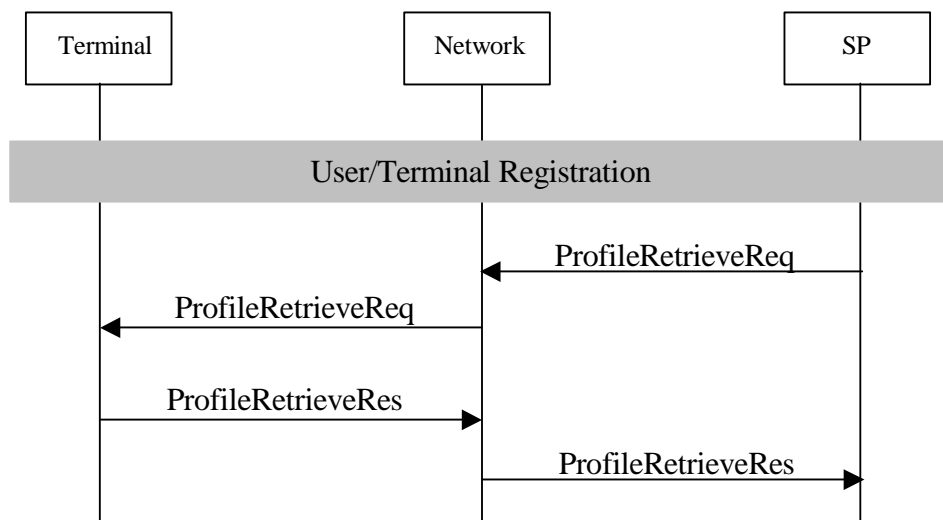 Terminal
Network
SP
User/Terminal Registration
ProfileRetrieveReq
ProfileRetrieveReq
ProfileRetrieveRes
ProfileRetrieveRes